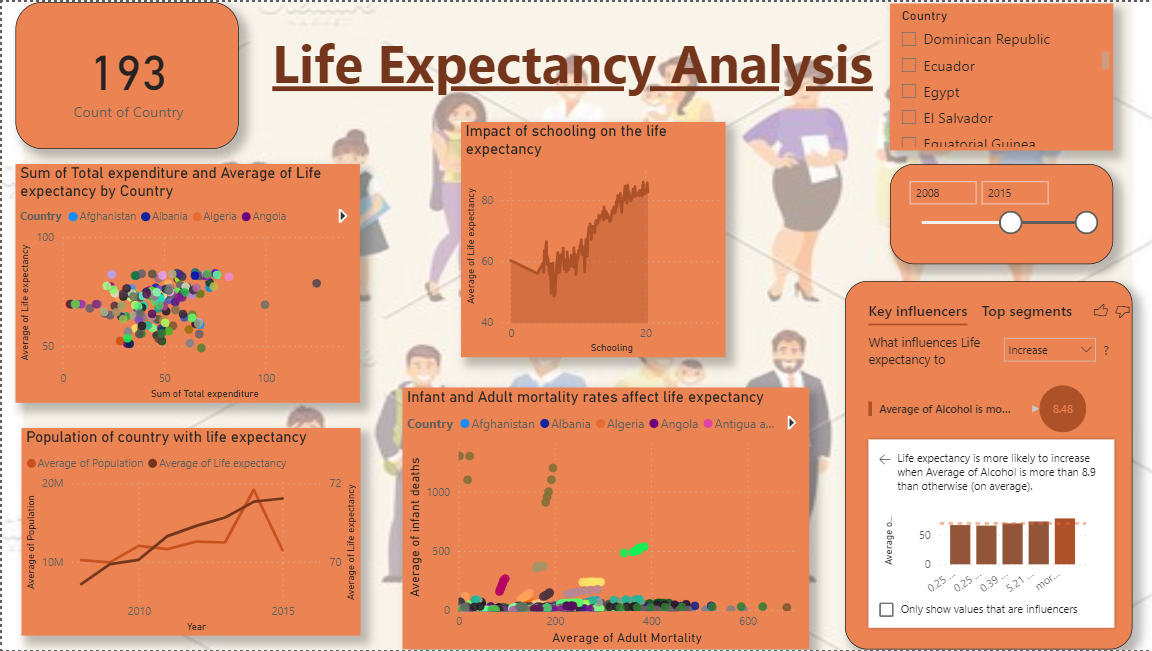 193
Count of Country
Life Expectancy Analysis
Country
Dominican Republic
Ecuador
Egypt
El Salvador
Equatorial Guinea
2008
2015
Sum of Total expenditure and Average of Life
expectancy by Country
Country Afghanistan Albania Algeria Angola
Average of Life expectancy
100
50
0 50 100
Sum of Total expenditure
Impact of schooling on the life
expectancy
Average of Life expectancy
80
60
40
0 20
Schooling
Population of country with life expectancy
Average of Population Average of Life expectancy
Average of Population
20M
10M
72
70
Average of Life expectancy
2010 2015
Year
Infant and Adult mortality rates affect life expectancy
Country Afghanistan Albania Algeria Angola Antigua a...
Average of infant deaths
1000
500
0
0 200 400 600
Average of Adult Mortality
Key influencers Top segments
What influences Life
expectancy to
Increase
?
Average of Alcohol is mo...
8.48
Life expectancy is more likely to increase
when Average of Alcohol is more than 8.9
than otherwise (on average).
Average o...
50
0
0.25 ... 0.25 ... 0.39 ... 5.21 ... mor...
Only show values that are influencers